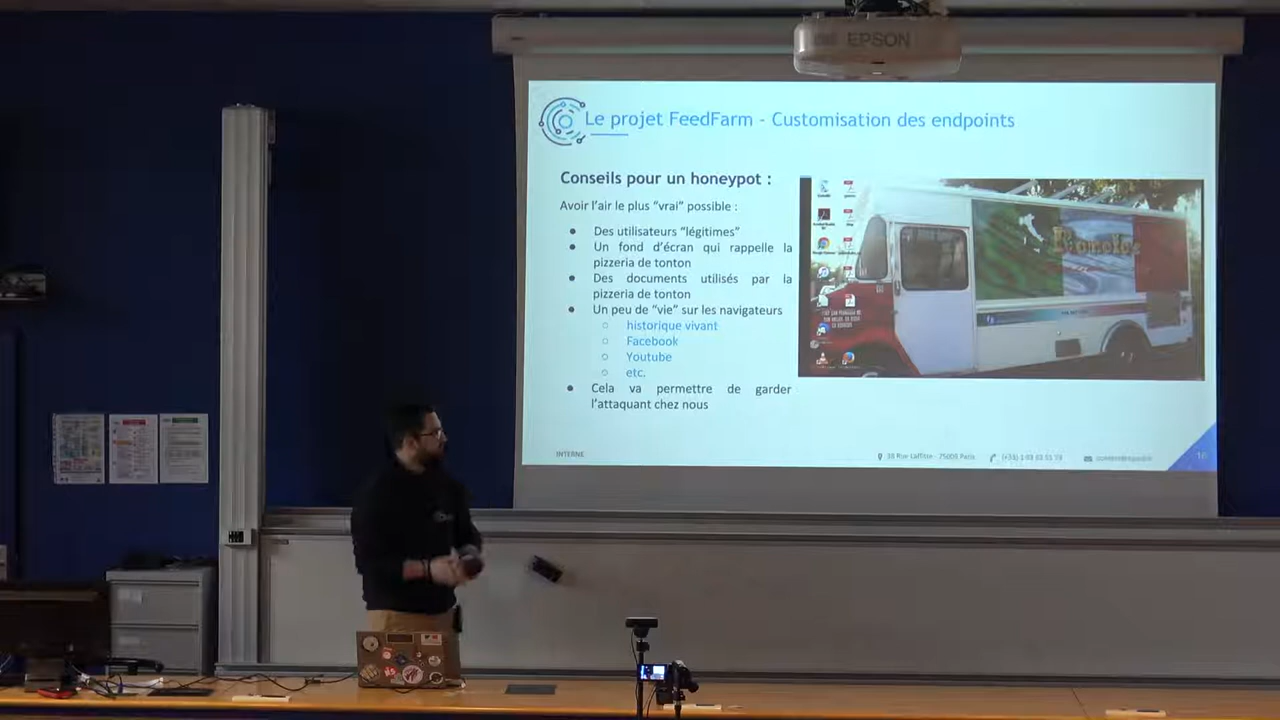 EPSON
Le projet FeedFarm - Customisation des endpoints
Conseils pour un honeypot :
Avoir l'air le plus "vrai" possible :
● Des utilisateurs "légitimes"
● Un fond d'écran qui rappelle la
pizzeria de tonton
● Des documents utilisés par la
pizzeria de tonton
● Un peu de "vie" sur les navigateurs
○ historique vivant
○ Facebook
○ Youtube
○ etc.
● Cela va permettre de garder
l'attaquant chez nous
INTERNE
75009 Paris
16